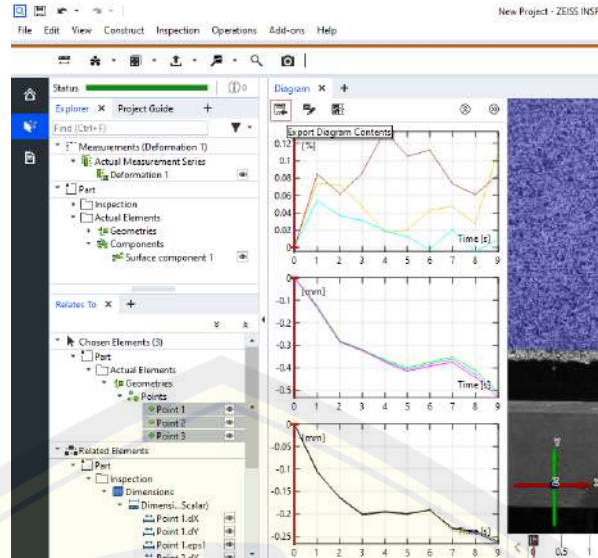 New Project - ZEISS INSP
File Edit View Construct Inspection Operations Add-ons Help
Status
0
Explorer
Project Guide
Find (Ctrl+F)
Measurements (Deformation 1)
Actual Measurement Series
Deformation 1
Part
Inspection
Actual Elements
Geometries
Components
Surface component 1
Relates To
Chosen Elements (3)
Part
Actual Elements
Geometries
Points
Point 1
Point 2
Point 3
Related Elements
Part
Inspection
Dimensions
Dimensi...Scalar)
Point 1.dX
Point 1.dY
Point 1.eps1
Point 2.dX
Diagram
Export Diagram Contents
[%]
0.12
0.1
0.08
0.06
0.04
0.02
0
Time [s]
0 1 2 3 4 5 6 7 8 9
[mm]
-0.1
-0.2
-0.3
-0.4
-0.5
Time [s]
0 1 2 3 4 5 6 7 8 9
[mm]
-0.05
-0.1
-0.15
-0.2
-0.25
Time [s]
0 1 2 3 4 5 6 7 8 9
0 0.5 1